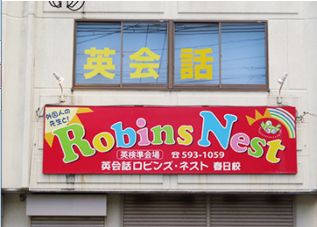 英会話
外国人の
先生と!
Robins Nest
英検準会場 ☎593-1059
英会話ロビンズ・ネスト 春日校